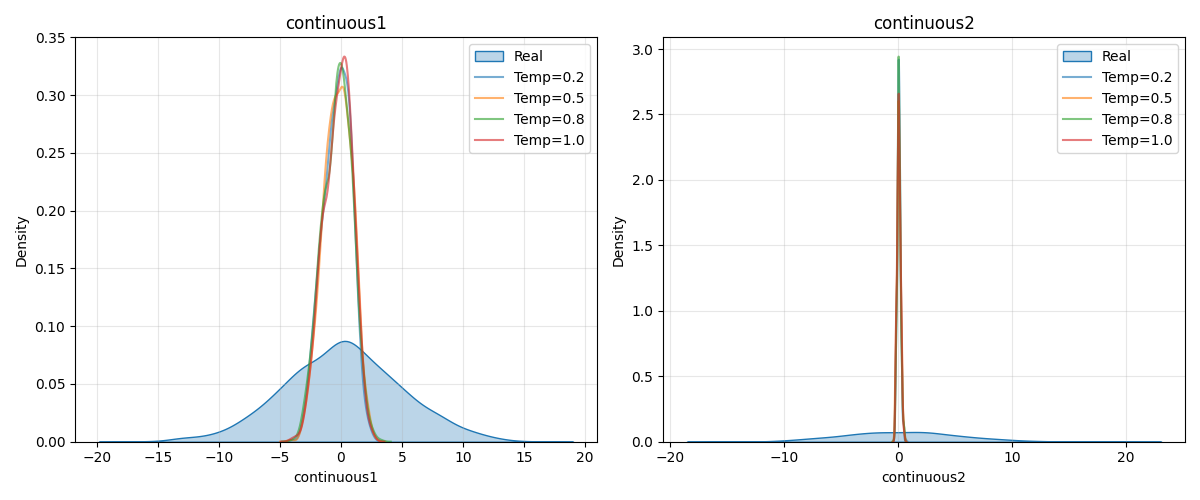 continuous1
0.35
0.30
0.25
0.20
0.15
0.10
0.05
0.00
Density
−20 −15 −10 −5 0 5 10 15 20
continuous1
Real
Temp=0.2
Temp=0.5
Temp=0.8
Temp=1.0
continuous2
3.0
2.5
2.0
1.5
1.0
0.5
0.0
Density
−20 −10 0 10 20
continuous2
Real
Temp=0.2
Temp=0.5
Temp=0.8
Temp=1.0